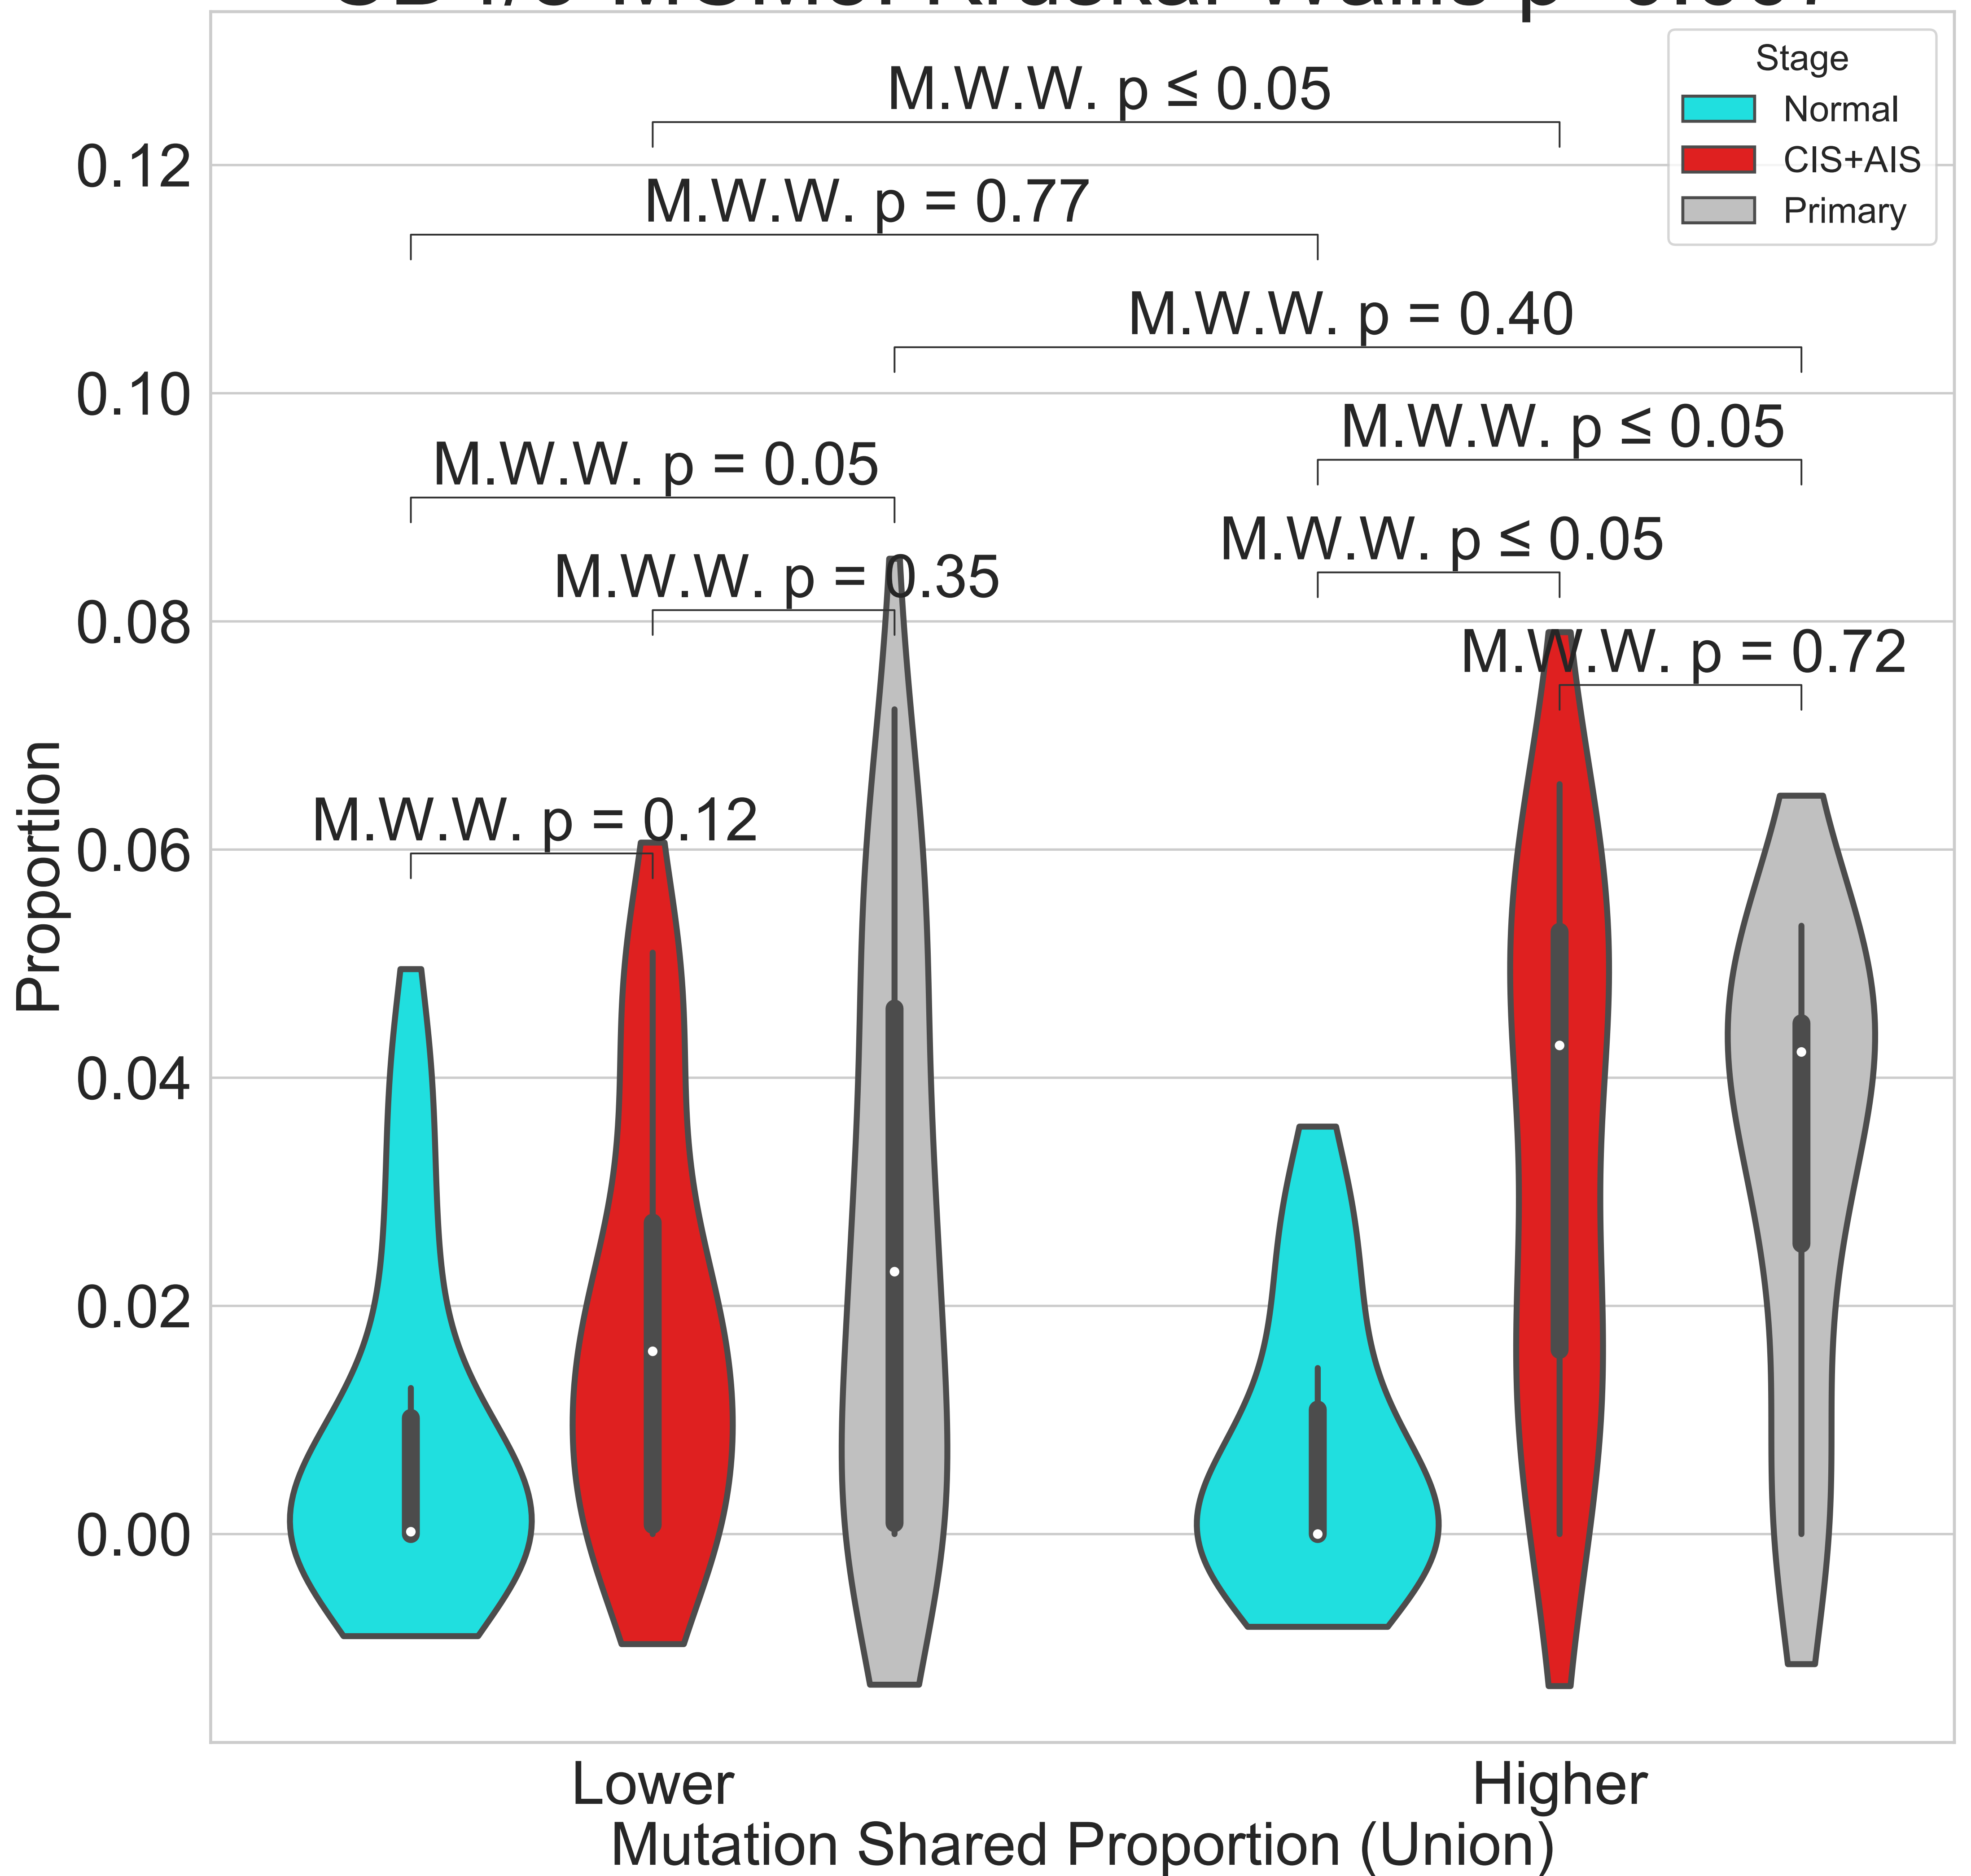 Stage
Normal
CIS+AIS
Primary
M.W.W. p ≤ 0.05
M.W.W. p = 0.77
M.W.W. p = 0.40
M.W.W. p ≤ 0.05
M.W.W. p = 0.05
M.W.W. p ≤ 0.05
M.W.W. p = 0.35
M.W.W. p = 0.72
M.W.W. p = 0.12
0.12
0.10
0.08
0.06
0.04
0.02
0.00
Proportion
Lower
Higher
Mutation Shared Proportion (Union)